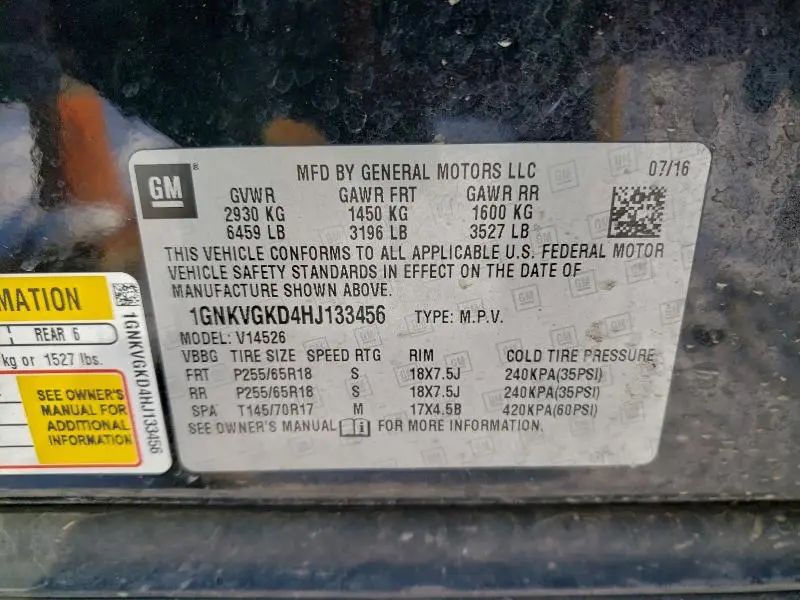 GM
MFD BY GENERAL MOTORS LLC 07/16
GVWR GAWR FRT GAWR RR
2930 KG 1450 KG 1600 KG
6459 LB 3196 LB 3527 LB
THIS VEHICLE CONFORMS TO ALL APPLICABLE U.S. FEDERAL MOTOR
VEHICLE SAFETY STANDARDS IN EFFECT ON THE DATE OF
MANUFACTURE SHOWN ABOVE.
1GNKVGKD4HJ133456 TYPE: M.P.V.
MODEL: V14526
VBBG TIRE SIZE SPEED RTG RIM COLD TIRE PRESSURE
FRT P255/65R18 S 18X7.5J 240KPA(35PSI)
RR P255/65R18 S 18X7.5J 240KPA(35PSI)
SPA T145/70R17 M 17X4.5B 420KPA(60PSI)
SEE OWNER'S MANUAL FOR MORE INFORMATION.
MATION
REAR 6
kg or 1527 lbs.
SEE OWNER'S
MANUAL FOR
ADDITIONAL
INFORMATION
1GNKVGKD4HJ133456